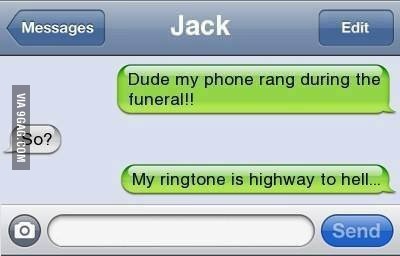 Messages
Jack
Edit
Dude my phone rang during the
funeral!!
So?
My ringtone is highway to hell...
Send
VIA 9GAG.COM